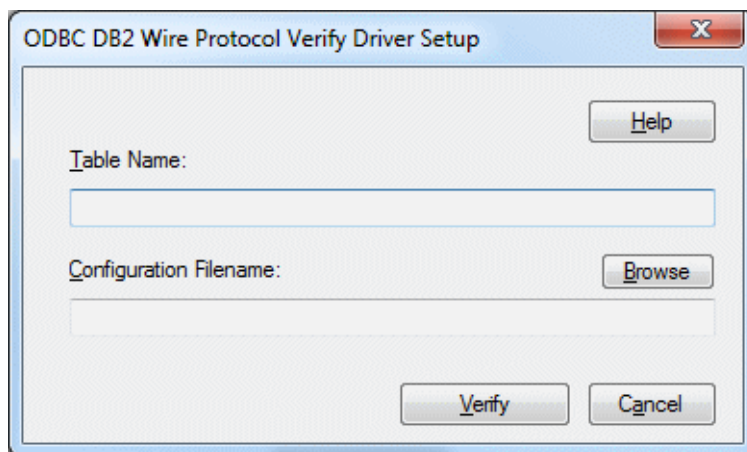 ODBC DB2 Wire Protocol Verify Driver Setup
Help
Table Name:
Configuration Filename:
Browse
Verify
Cancel